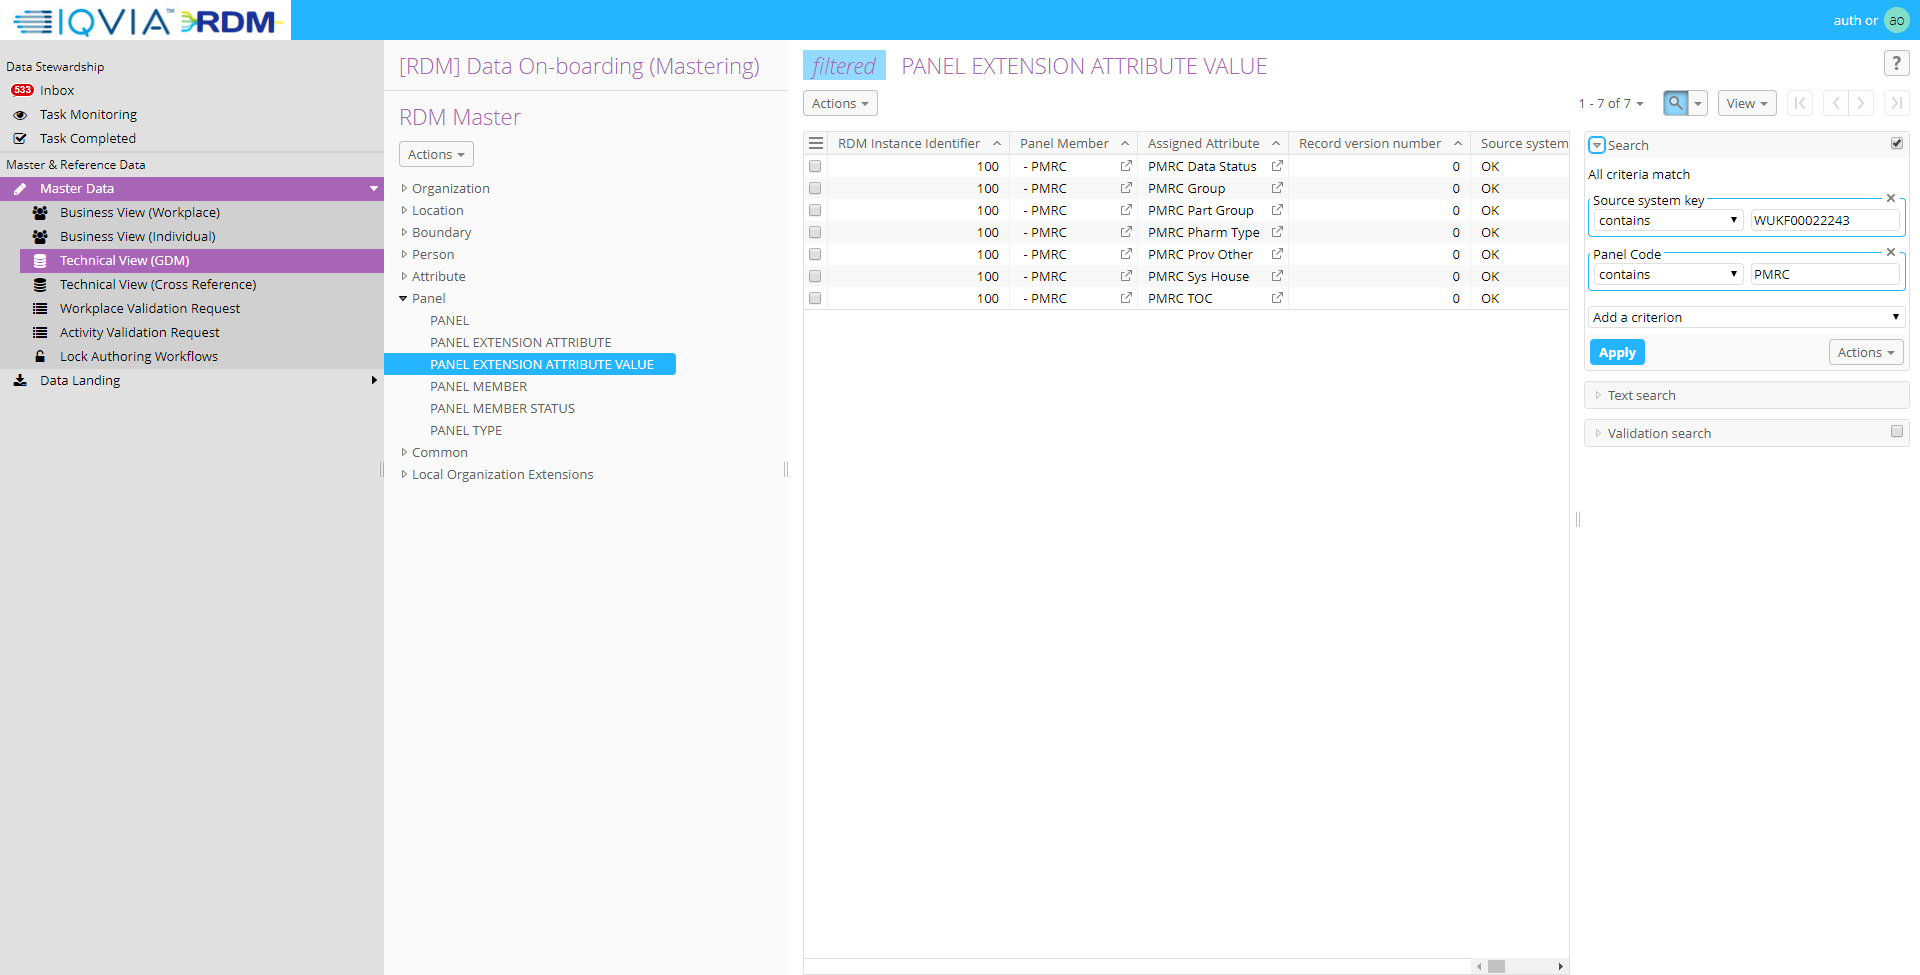 IQVIA™ RDM
auth or ao
Data Stewardship
533 Inbox
Task Monitoring
Task Completed
Master & Reference Data
Master Data
Business View (Workplace)
Business View (Individual)
Technical View (GDM)
Technical View (Cross Reference)
Workplace Validation Request
Activity Validation Request
Lock Authoring Workflows
Data Landing
[RDM] Data On-boarding (Mastering)
RDM Master
Actions
Organization
Location
Boundary
Person
Attribute
Panel
PANEL
PANEL EXTENSION ATTRIBUTE
PANEL EXTENSION ATTRIBUTE VALUE
PANEL MEMBER
PANEL MEMBER STATUS
PANEL TYPE
Common
Local Organization Extensions
filtered PANEL EXTENSION ATTRIBUTE VALUE ?
Actions 1 - 7 of 7 View
RDM Instance Identifier Panel Member Assigned Attribute Record version number Source system
100 - PMRC PMRC Data Status 0 OK
100 - PMRC PMRC Group 0 OK
100 - PMRC PMRC Part Group 0 OK
100 - PMRC PMRC Pharm Type 0 OK
100 - PMRC PMRC Prov Other 0 OK
100 - PMRC PMRC Sys House 0 OK
100 - PMRC PMRC TOC 0 OK
Search
All criteria match
Source system key
contains WUKF00022243
Panel Code
contains PMRC
Add a criterion
Apply Actions
Text search
Validation search